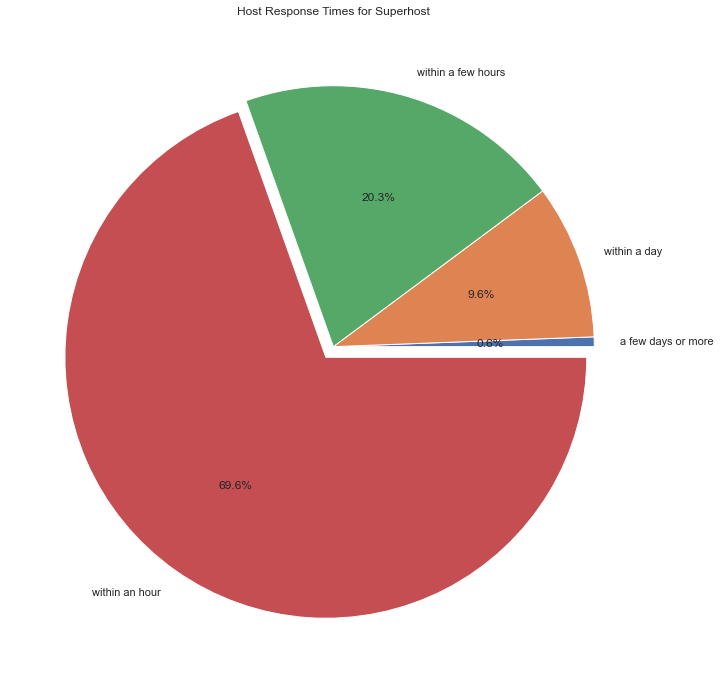 Host Response Times for Superhost
within a few hours
20.3%
within a day
9.6%
a few days or more
0.6%
69.6%
within an hour